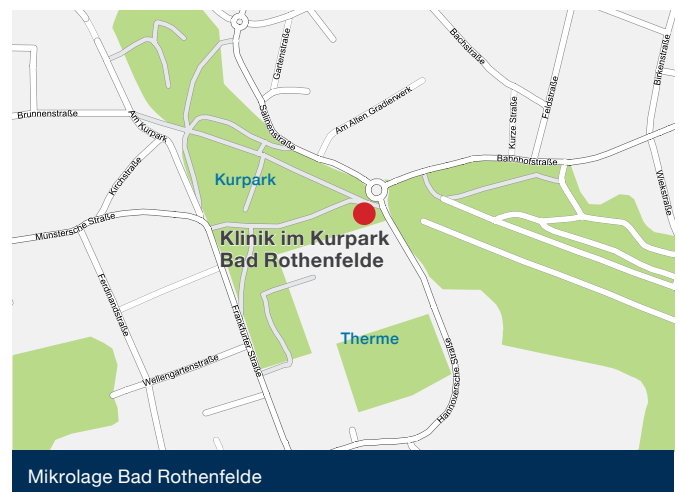 Gartenstraße
Bachstraße
Birkenstraße
Feldstraße
Am Alten Gradierwerk
Kurze Straße
Salinenstraße
Brunnenstraße
Am Kurpark
Bahnhofstraße
Kirchstraße
Kurpark
Wiekstraße
Münstersche Straße
Klinik im Kurpark
Bad Rothenfelde
Ferdinandstraße
Frankfurter Straße
Therme
Hannoversche Straße
Wellengartenstraße
Mikrolage Bad Rothenfelde